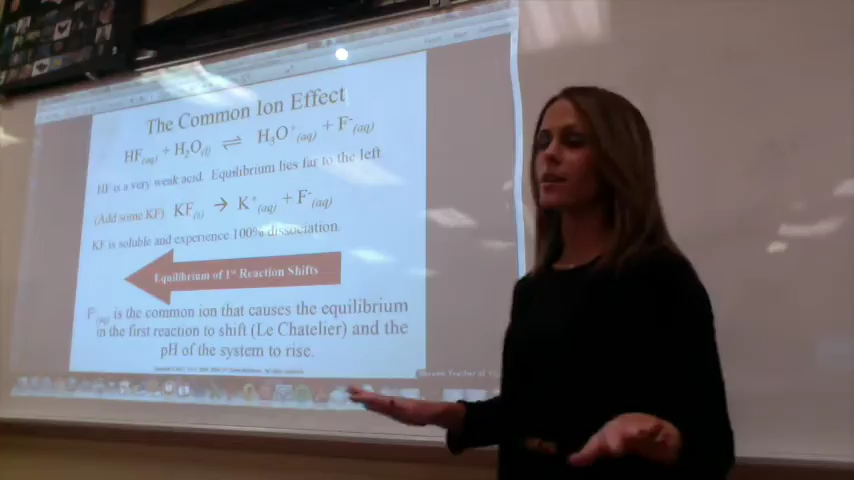 The Common Ion Effect
HF(aq) + H₂O(l) ⇌ H₃O⁺(aq) + F⁻(aq)
HF is a very weak acid. Equilibrium lies far to the left
(Add some KF) KF(s) → K⁺(aq) + F⁻(aq)
KF is soluble and experience 100% dissociation.
Equilibrium of 1ˢᵗ Reaction Shifts
F⁻(aq) is the common ion that causes the equilibrium
in the first reaction to shift (Le Chatelier) and the
pH of the system to rise.